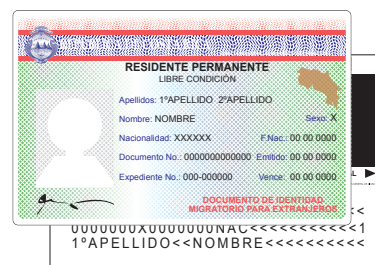 RESIDENTE PERMANENTE
LIBRE CONDICIÓN
Apellidos: 1ºAPELLIDO 2ºAPELLIDO
Nombre: NOMBRE Sexo: X
Nacionalidad: XXXXXX F.Nac.: 00 00 0000
Documento No.: 0000000000000 Emitido: 00 00 0000
Expediente No.: 000-000000 Vence: 00 00 0000
DOCUMENTO DE IDENTIDAD
MIGRATORIO PARA EXTRANJEROS
<<
0000000X0000000NAC<<<<<<<<<<<1
1ºAPELLIDO<<NOMBRE<<<<<<<<<<